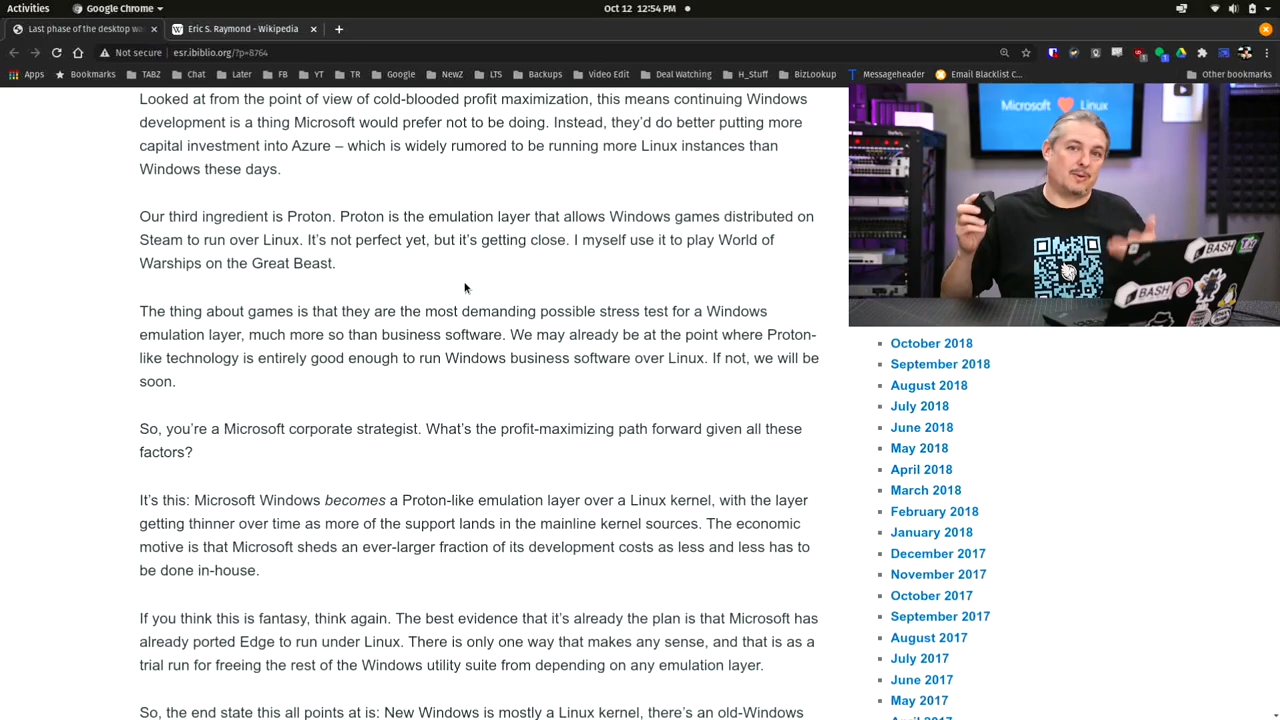 Activities
Google Chrome
Oct 12 12:54 PM
Last phase of the desktop wa
Eric S. Raymond - Wikipedia
Not secure
esr.ibiblio.org/?p=8764
Apps
Bookmarks
TABZ
Chat
Later
FB
YT
TR
Google
NewZ
LTS
Backups
Video Edit
Deal Watching
H_Stuff
BizLookup
Messageheader
Email Blacklist C...
Other bookmarks
Looked at from the point of view of cold-blooded profit maximization, this means continuing Windows
development is a thing Microsoft would prefer not to be doing. Instead, they'd do better putting more
capital investment into Azure – which is widely rumored to be running more Linux instances than
Windows these days.
Our third ingredient is Proton. Proton is the emulation layer that allows Windows games distributed on
Steam to run over Linux. It's not perfect yet, but it's getting close. I myself use it to play World of
Warships on the Great Beast.
The thing about games is that they are the most demanding possible stress test for a Windows
emulation layer, much more so than business software. We may already be at the point where Proton-
like technology is entirely good enough to run Windows business software over Linux. If not, we will be
soon.
So, you're a Microsoft corporate strategist. What's the profit-maximizing path forward given all these
factors?
It's this: Microsoft Windows becomes a Proton-like emulation layer over a Linux kernel, with the layer
getting thinner over time as more of the support lands in the mainline kernel sources. The economic
motive is that Microsoft sheds an ever-larger fraction of its development costs as less and less has to
be done in-house.
If you think this is fantasy, think again. The best evidence that it's already the plan is that Microsoft has
already ported Edge to run under Linux. There is only one way that makes any sense, and that is as a
trial run for freeing the rest of the Windows utility suite from depending on any emulation layer.
So, the end state this all points at is: New Windows is mostly a Linux kernel, there's an old-Windows
Microsoft
Linux
BASH
BASH
October 2018
September 2018
August 2018
July 2018
June 2018
May 2018
April 2018
March 2018
February 2018
January 2018
December 2017
November 2017
October 2017
September 2017
August 2017
July 2017
June 2017
May 2017
April 2017